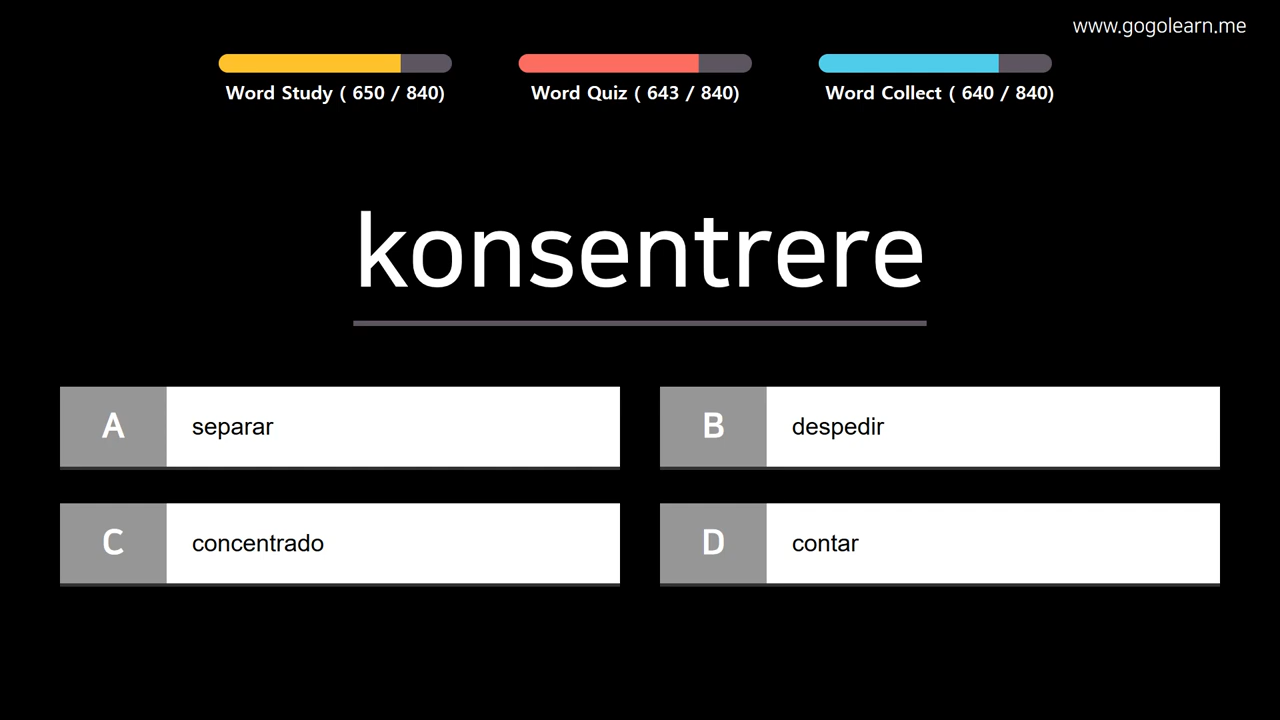 www.gogolearn.me
Word Study ( 650 / 840)
Word Quiz ( 643 / 840)
Word Collect ( 640 / 840)
konsentrere
A separar
B despedir
C concentrado
D contar